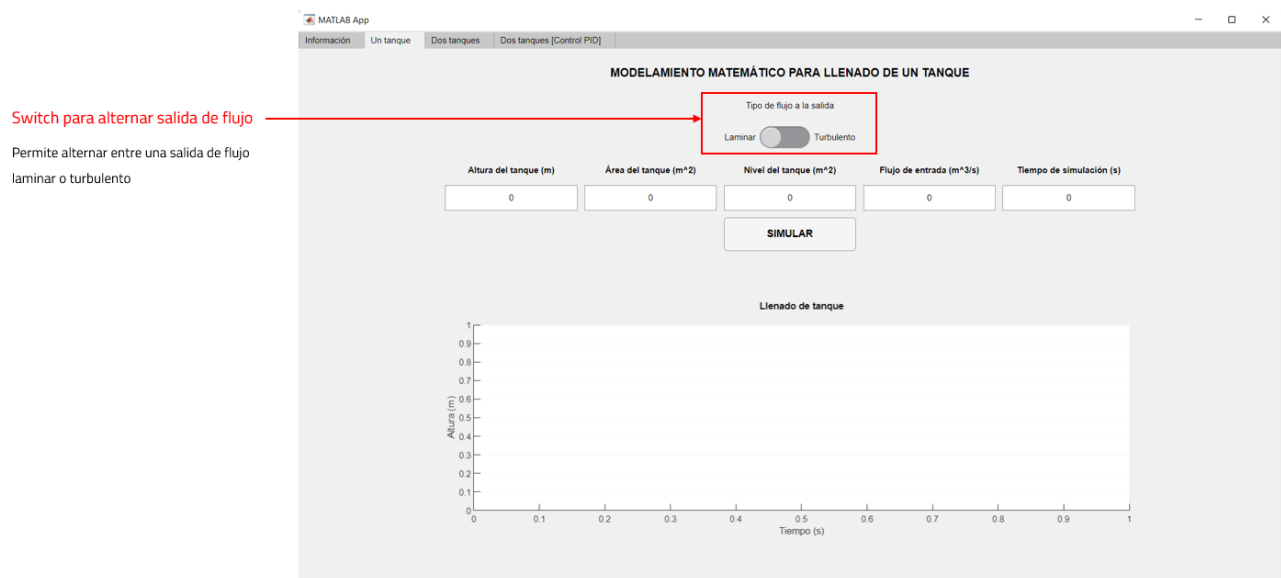 MATLAB App
Información Un tanque Dos tanques Dos tanques [Control PID]
MODELAMIENTO MATEMÁTICO PARA LLENADO DE UN TANQUE
Tipo de flujo a la salida
Switch para alternar salida de flujo
Laminar Turbulento
Permite alternar entre una salida de flujo
laminar o turbulento
Altura del tanque (m) Área del tanque (m^2) Nivel del tanque (m^2) Flujo de entrada (m^3/s) Tiempo de simulación (s)
0 0 0 0 0
SIMULAR
Llenado de tanque
1
0.9
0.8
0.7
0.6
0.5
0.4
0.3
0.2
0.1
0
Altura (m)
0 0.1 0.2 0.3 0.4 0.5 0.6 0.7 0.8 0.9 1
Tiempo (s)